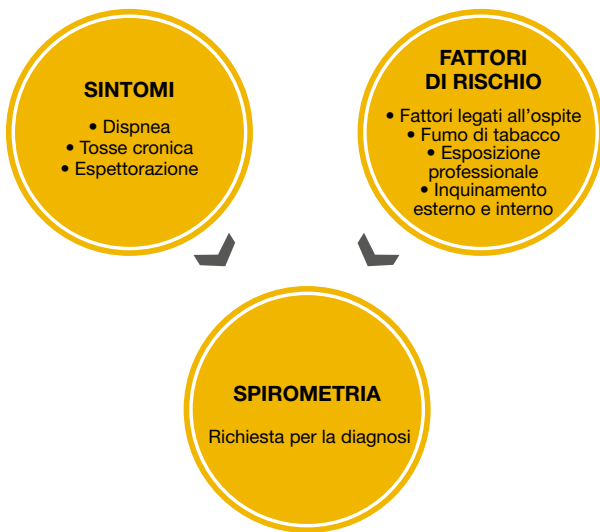 SINTOMI
• Dispnea
• Tosse cronica
• Espettorazione
FATTORI
DI RISCHIO
• Fattori legati all’ospite
• Fumo di tabacco
• Esposizione
professionale
• Inquinamento
esterno e interno
SPIROMETRIA
Richiesta per la diagnosi